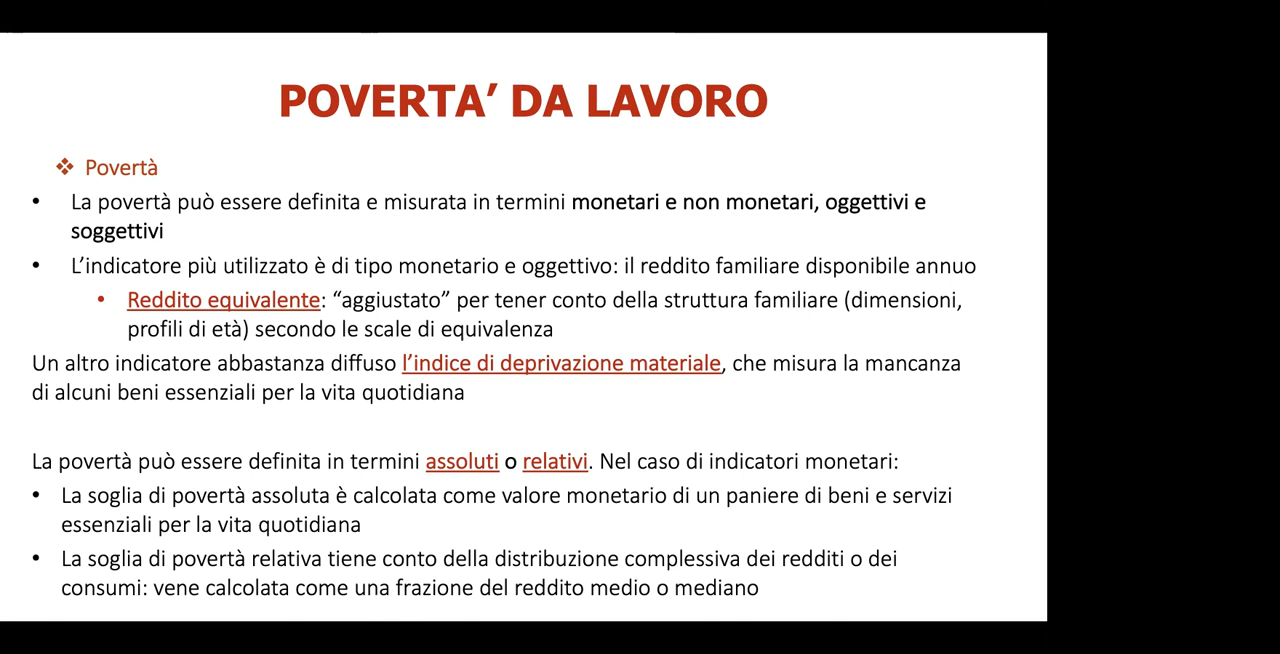 POVERTA’ DA LAVORO
❖ Povertà
• La povertà può essere definita e misurata in termini monetari e non monetari, oggettivi e
soggettivi
• L’indicatore più utilizzato è di tipo monetario e oggettivo: il reddito familiare disponibile annuo
• Reddito equivalente: “aggiustato” per tener conto della struttura familiare (dimensioni,
profili di età) secondo le scale di equivalenza
Un altro indicatore abbastanza diffuso l’indice di deprivazione materiale, che misura la mancanza
di alcuni beni essenziali per la vita quotidiana
La povertà può essere definita in termini assoluti o relativi. Nel caso di indicatori monetari:
• La soglia di povertà assoluta è calcolata come valore monetario di un paniere di beni e servizi
essenziali per la vita quotidiana
• La soglia di povertà relativa tiene conto della distribuzione complessiva dei redditi o dei
consumi: vene calcolata come una frazione del reddito medio o mediano